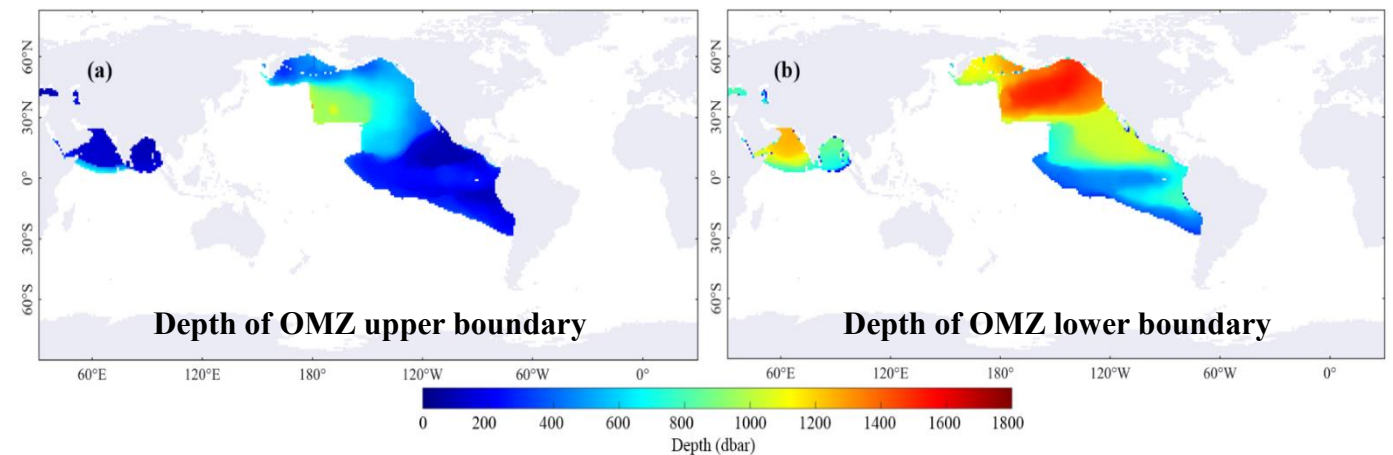 (a)
60°N
30°N
0°
30°S
60°S
Depth of OMZ upper boundary
60°E 120°E 180° 120°W 60°W 0°
(b)
60°N
30°N
0°
30°S
60°S
Depth of OMZ lower boundary
60°E 120°E 180° 120°W 60°W 0°
0 200 400 600 800 1000 1200 1400 1600 1800
Depth (dbar)